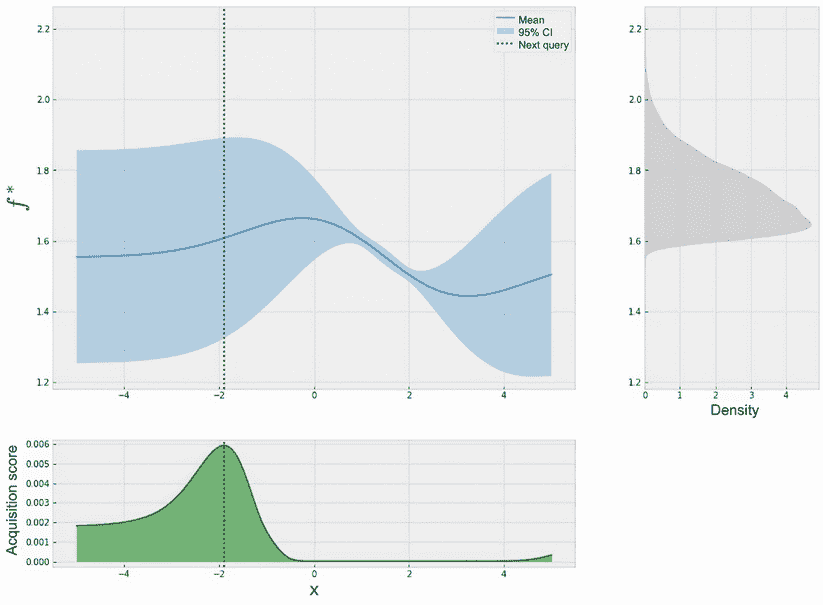 Mean
95% CI
Next query
f*
2.2
2.0
1.8
1.6
1.4
1.2
−4 −2 0 2 4
2.2
2.0
1.8
1.6
1.4
1.2
0 1 2 3 4
Density
Acquisition score
0.006
0.005
0.004
0.003
0.002
0.001
0.000
−4 −2 0 2 4
X